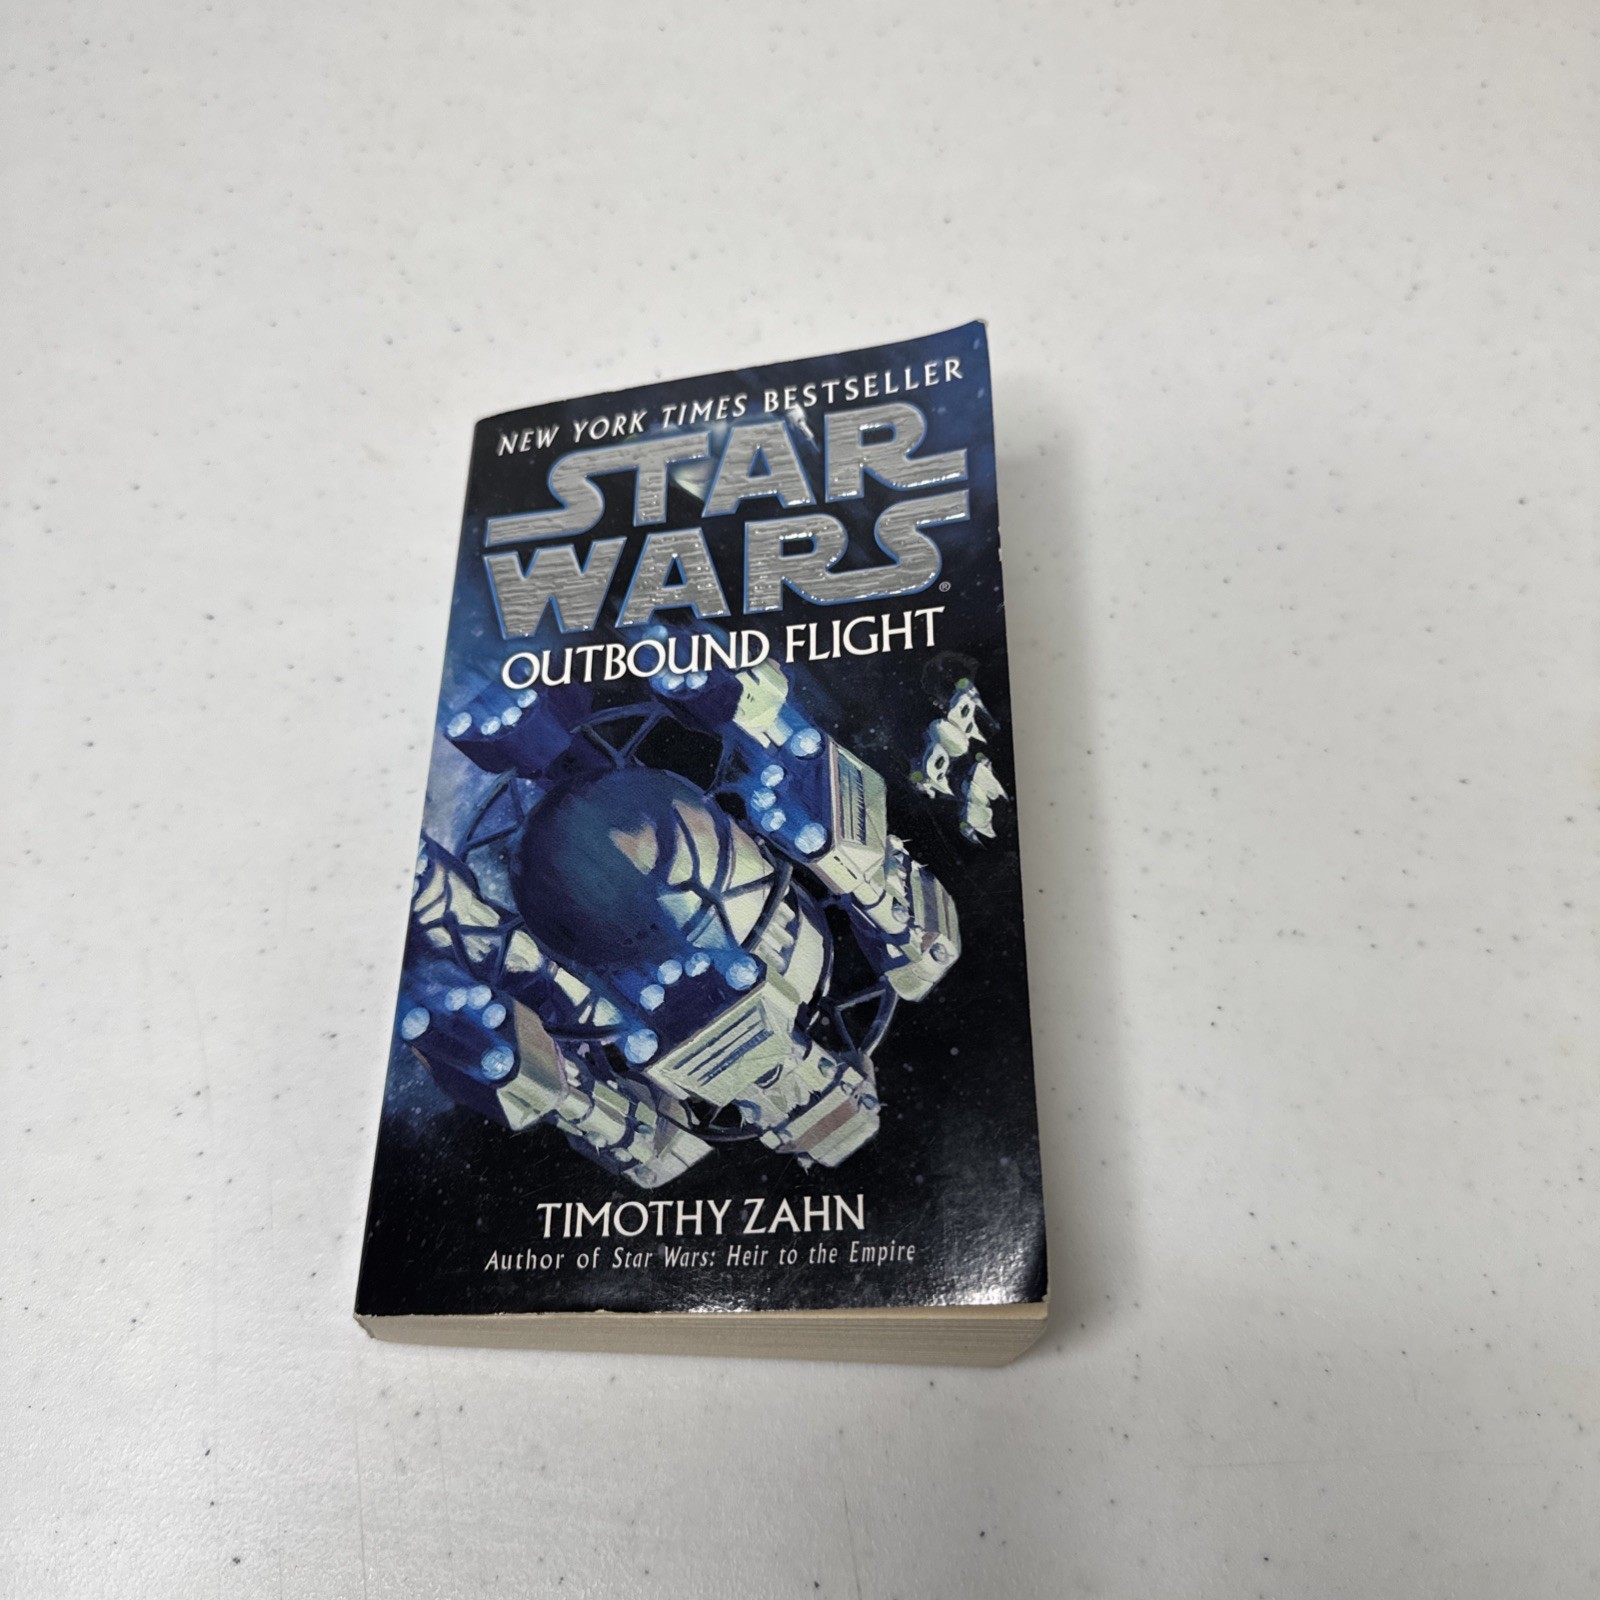 NEW YORK TIMES BESTSELLER
STAR
WARS®
OUTBOUND FLIGHT
TIMOTHY ZAHN
Author of Star Wars: Heir to the Empire